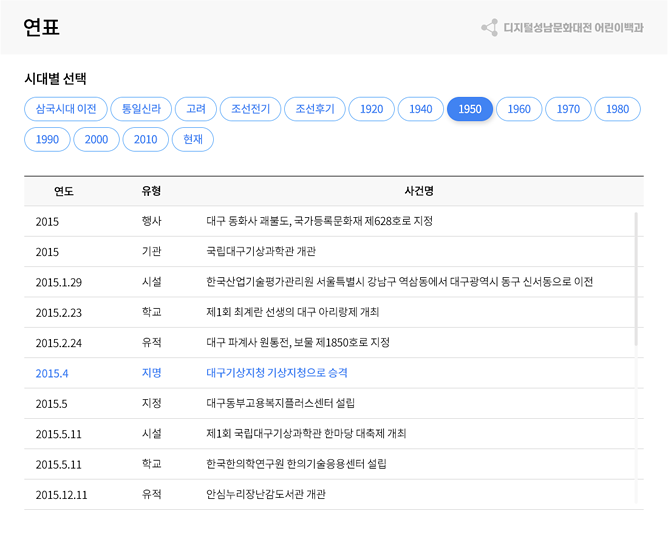 연표
디지털성남문화대전 어린이백과
시대별 선택
삼국시대 이전 통일신라 고려 조선전기 조선후기 1920 1940 1950 1960 1970 1980
1990 2000 2010 현재
연도 유형 사건명
2015 행사 대구 동화사 괘불도, 국가등록문화재 제628호로 지정
2015 기관 국립대구기상과학관 개관
2015.1.29 시설 한국산업기술평가관리원 서울특별시 강남구 역삼동에서 대구광역시 동구 신서동으로 이전
2015.2.23 학교 제1회 최계란 선생의 대구 아리랑제 개최
2015.2.24 유적 대구 파계사 원통전, 보물 제1850호로 지정
2015.4 지명 대구기상지청 기상지청으로 승격
2015.5 지정 대구동부고용복지플러스센터 설립
2015.5.11 시설 제1회 국립대구기상과학관 한마당 대축제 개최
2015.5.11 학교 한국한의학연구원 한의기술응용센터 설립
2015.12.11 유적 안심누리장난감도서관 개관